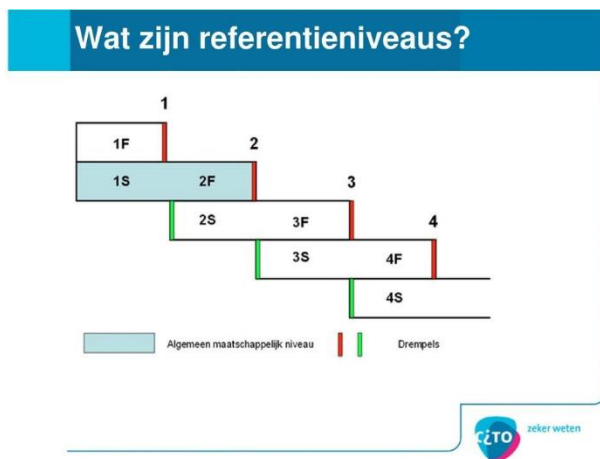 Wat zijn referentieniveaus?
1
1F
2
1S 2F
3
2S 3F
4
3S 4F
4S
Algemeen maatschappelijk niveau Drempels
CiTO zeker weten